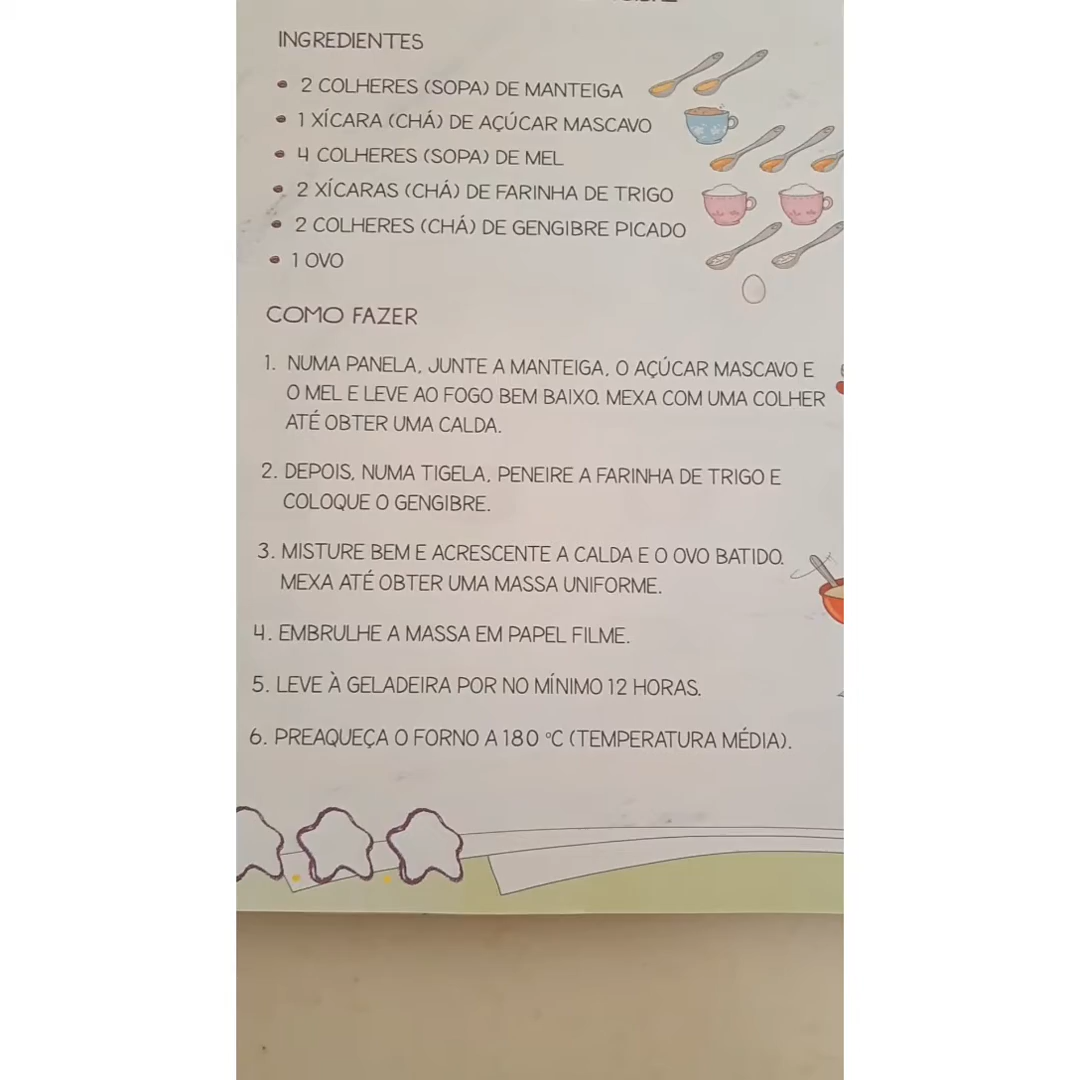 INGREDIENTES
• 2 COLHERES (SOPA) DE MANTEIGA
• 1 XÍCARA (CHÁ) DE AÇÚCAR MASCAVO
• 4 COLHERES (SOPA) DE MEL
• 2 XÍCARAS (CHÁ) DE FARINHA DE TRIGO
• 2 COLHERES (CHÁ) DE GENGIBRE PICADO
• 1 OVO
COMO FAZER
1. NUMA PANELA, JUNTE A MANTEIGA, O AÇÚCAR MASCAVO E
O MEL E LEVE AO FOGO BEM BAIXO. MEXA COM UMA COLHER
ATÉ OBTER UMA CALDA.
2. DEPOIS, NUMA TIGELA, PENEIRE A FARINHA DE TRIGO E
COLOQUE O GENGIBRE.
3. MISTURE BEM E ACRESCENTE A CALDA E O OVO BATIDO.
MEXA ATÉ OBTER UMA MASSA UNIFORME.
4. EMBRULHE A MASSA EM PAPEL FILME.
5. LEVE À GELADEIRA POR NO MÍNIMO 12 HORAS.
6. PREAQUEÇA O FORNO A 180 °C (TEMPERATURA MÉDIA).